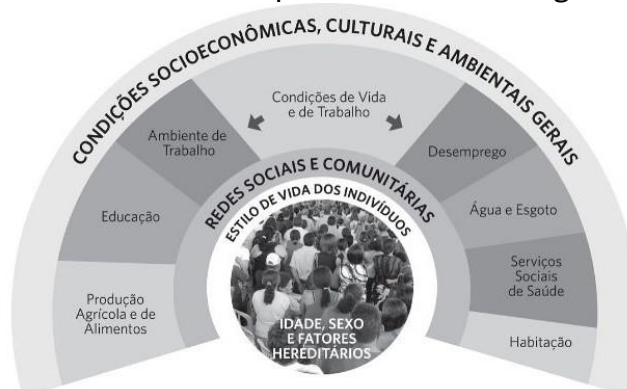 CONDIÇÕES SOCIOECONÔMICAS, CULTURAIS E AMBIENTAIS GERAIS
Condições de Vida
e de Trabalho
Ambiente de
Trabalho
Desemprego
REDES SOCIAIS E COMUNITÁRIAS
ESTILO DE VIDA DOS INDIVÍDUOS
Educação
Água e Esgoto
Serviços
Sociais
de Saúde
Produção
Agrícola e de
Alimentos
Habitação
IDADE, SEXO
E FATORES
HEREDITÁRIOS